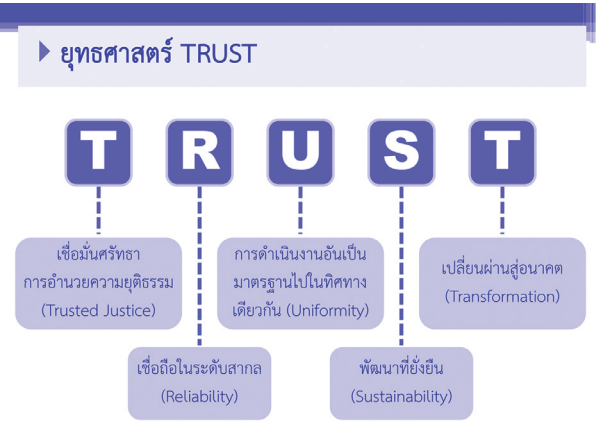 ยุทธศาสตร์ TRUST
T R U S T
เชื่อมั่นศรัทธา
การอำนวยความยุติธรรม
(Trusted Justice)
เชื่อถือในระดับสากล
(Reliability)
การดำเนินงานอันเป็น
มาตรฐานไปในทิศทาง
เดียวกัน (Uniformity)
พัฒนาที่ยั่งยืน
(Sustainability)
เปลี่ยนผ่านสู่อนาคต
(Transformation)